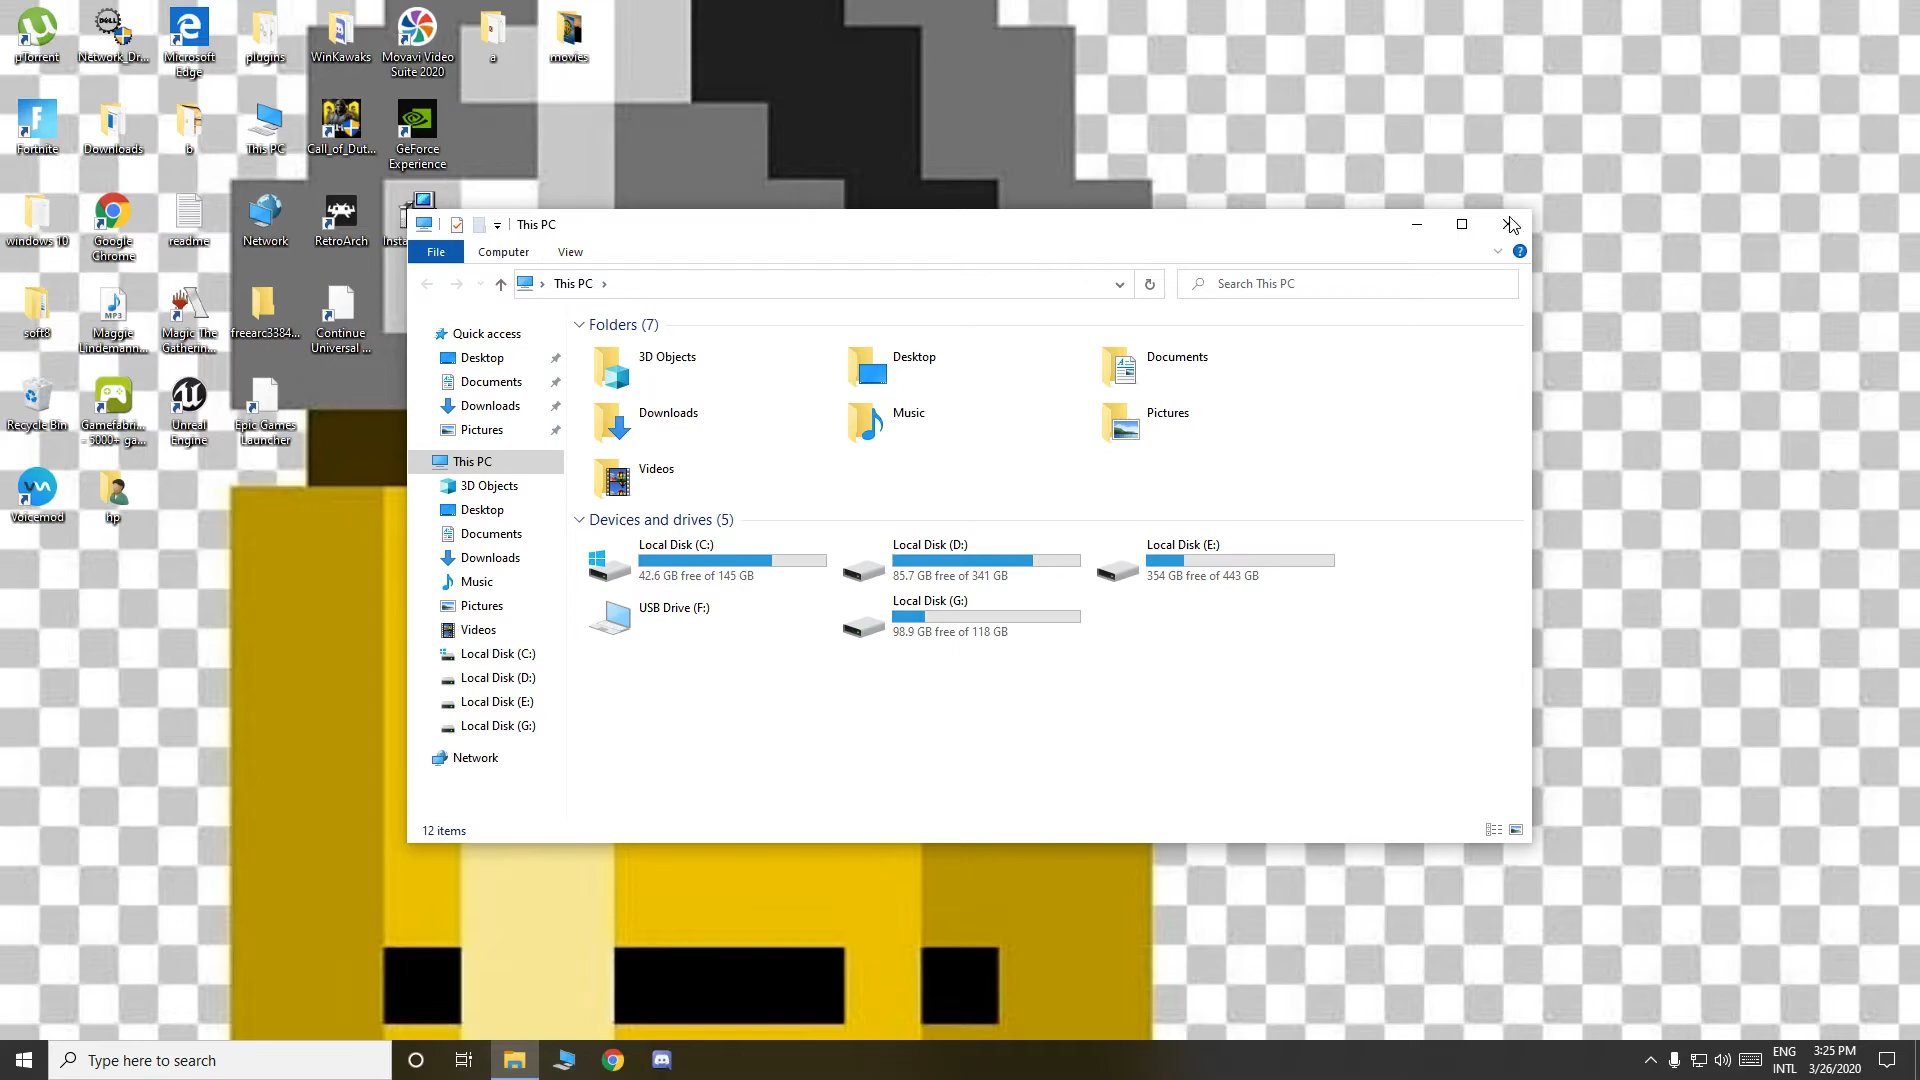 µTorrent
Network_Dr...
Microsoft
Edge
plugins
WinKawaks
Movavi Video
Suite 2020
a
movies
Fortnite
Downloads
b
This PC
Call_of_Dut...
GeForce
Experience
windows 10
Google
Chrome
readme
Network
RetroArch
soft8
Maggie
Lindemann...
Magic The
Gatherin...
freearc3384...
Continue
Universal ...
Recycle Bin
Gamefabri...
- 5000+ ga...
Unreal
Engine
Epic Games
Launcher
Voicemod
hp
This PC
File
Computer
View
This PC
Search This PC
Quick access
Desktop
Documents
Downloads
Pictures
This PC
3D Objects
Desktop
Documents
Downloads
Music
Pictures
Videos
Local Disk (C:)
Local Disk (D:)
Local Disk (E:)
Local Disk (G:)
Network
Folders (7)
3D Objects
Desktop
Documents
Downloads
Music
Pictures
Videos
Devices and drives (5)
Local Disk (C:)
42.6 GB free of 145 GB
Local Disk (D:)
85.7 GB free of 341 GB
Local Disk (E:)
354 GB free of 443 GB
USB Drive (F:)
Local Disk (G:)
98.9 GB free of 118 GB
12 items
Type here to search
ENG
INTL
3:25 PM
3/26/2020